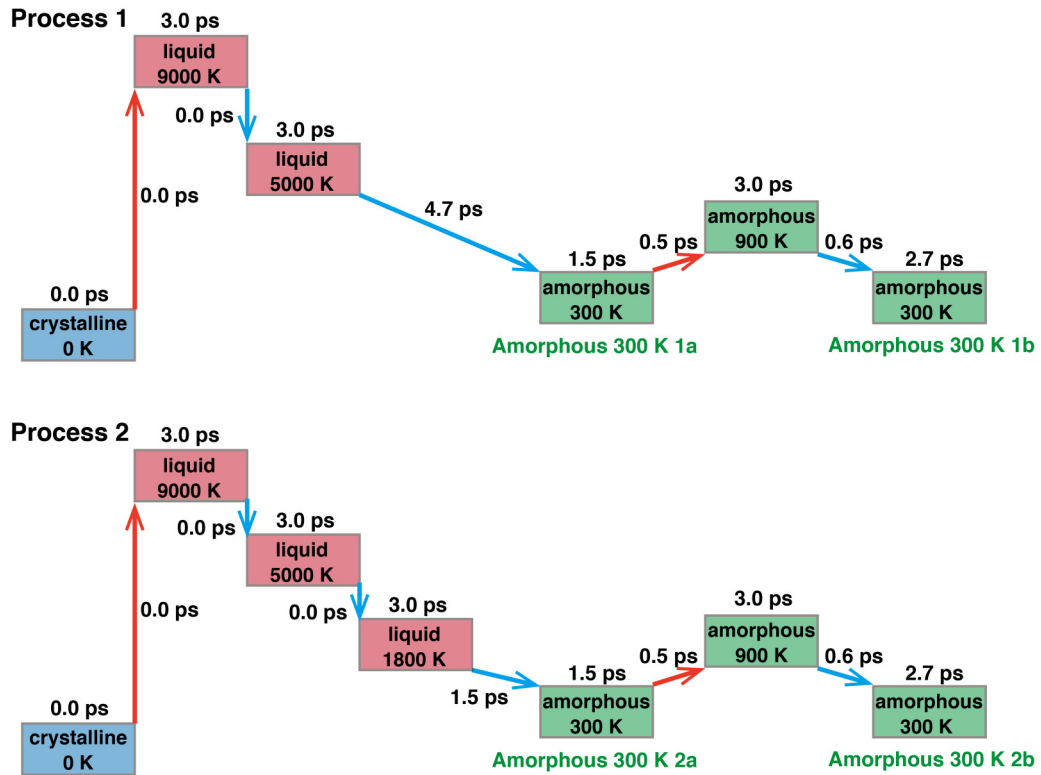 Process 1
3.0 ps
liquid
9000 K
0.0 ps
3.0 ps
liquid
5000 K
0.0 ps
4.7 ps
3.0 ps
amorphous
900 K
0.5 ps
0.6 ps
1.5 ps
amorphous
300 K
2.7 ps
amorphous
300 K
0.0 ps
crystalline
0 K
Amorphous 300 K 1a
Amorphous 300 K 1b
Process 2
3.0 ps
liquid
9000 K
0.0 ps
3.0 ps
liquid
5000 K
0.0 ps
0.0 ps
3.0 ps
liquid
1800 K
1.5 ps
3.0 ps
amorphous
900 K
0.5 ps
0.6 ps
1.5 ps
amorphous
300 K
2.7 ps
amorphous
300 K
0.0 ps
crystalline
0 K
Amorphous 300 K 2a
Amorphous 300 K 2b